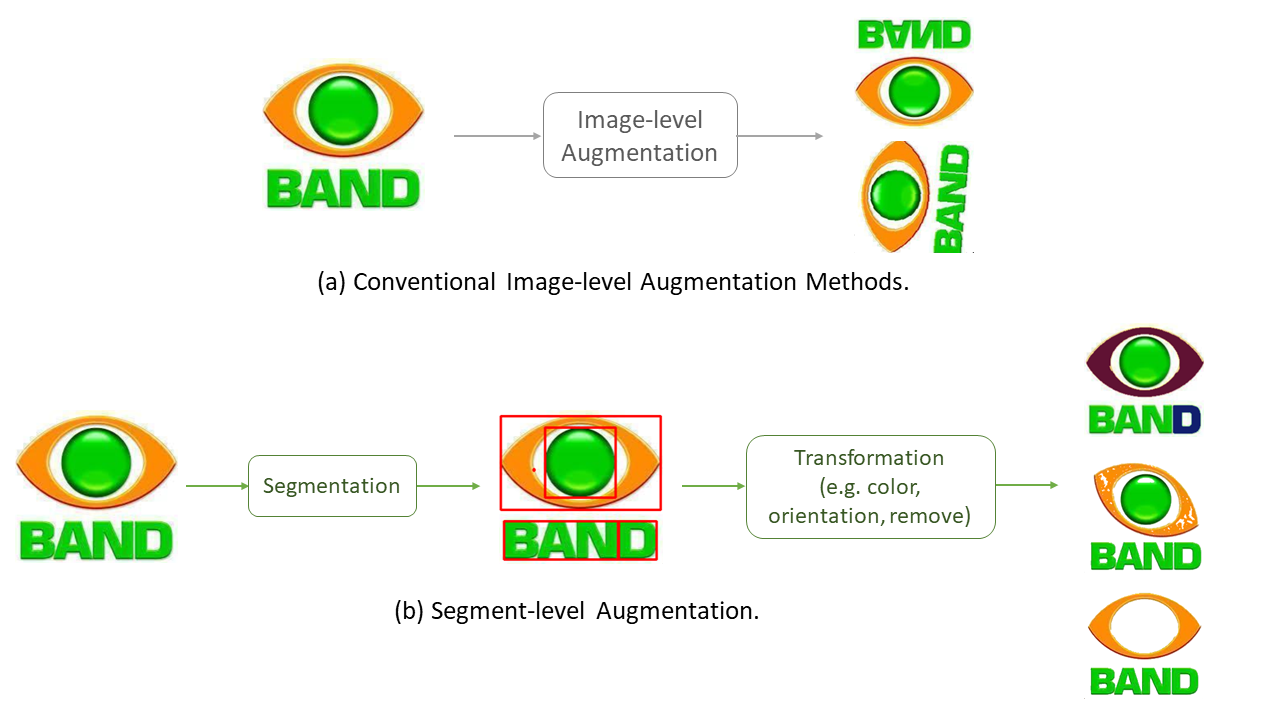 BAND
Image-level
Augmentation
BAND
BAND
(a) Conventional Image-level Augmentation Methods.
BAND
Segmentation
BAND
Transformation
(e.g. color,
orientation, remove)
BAND
BAND
BAND
(b) Segment-level Augmentation.